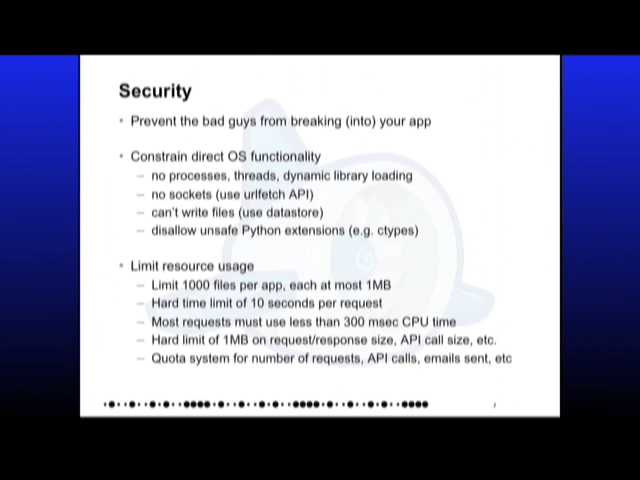 Security
• Prevent the bad guys from breaking (into) your app
• Constrain direct OS functionality
– no processes, threads, dynamic library loading
– no sockets (use urlfetch API)
– can't write files (use datastore)
– disallow unsafe Python extensions (e.g. ctypes)
• Limit resource usage
– Limit 1000 files per app, each at most 1MB
– Hard time limit of 10 seconds per request
– Most requests must use less than 300 msec CPU time
– Hard limit of 1MB on request/response size, API call size, etc.
– Quota system for number of requests, API calls, emails sent, etc
7